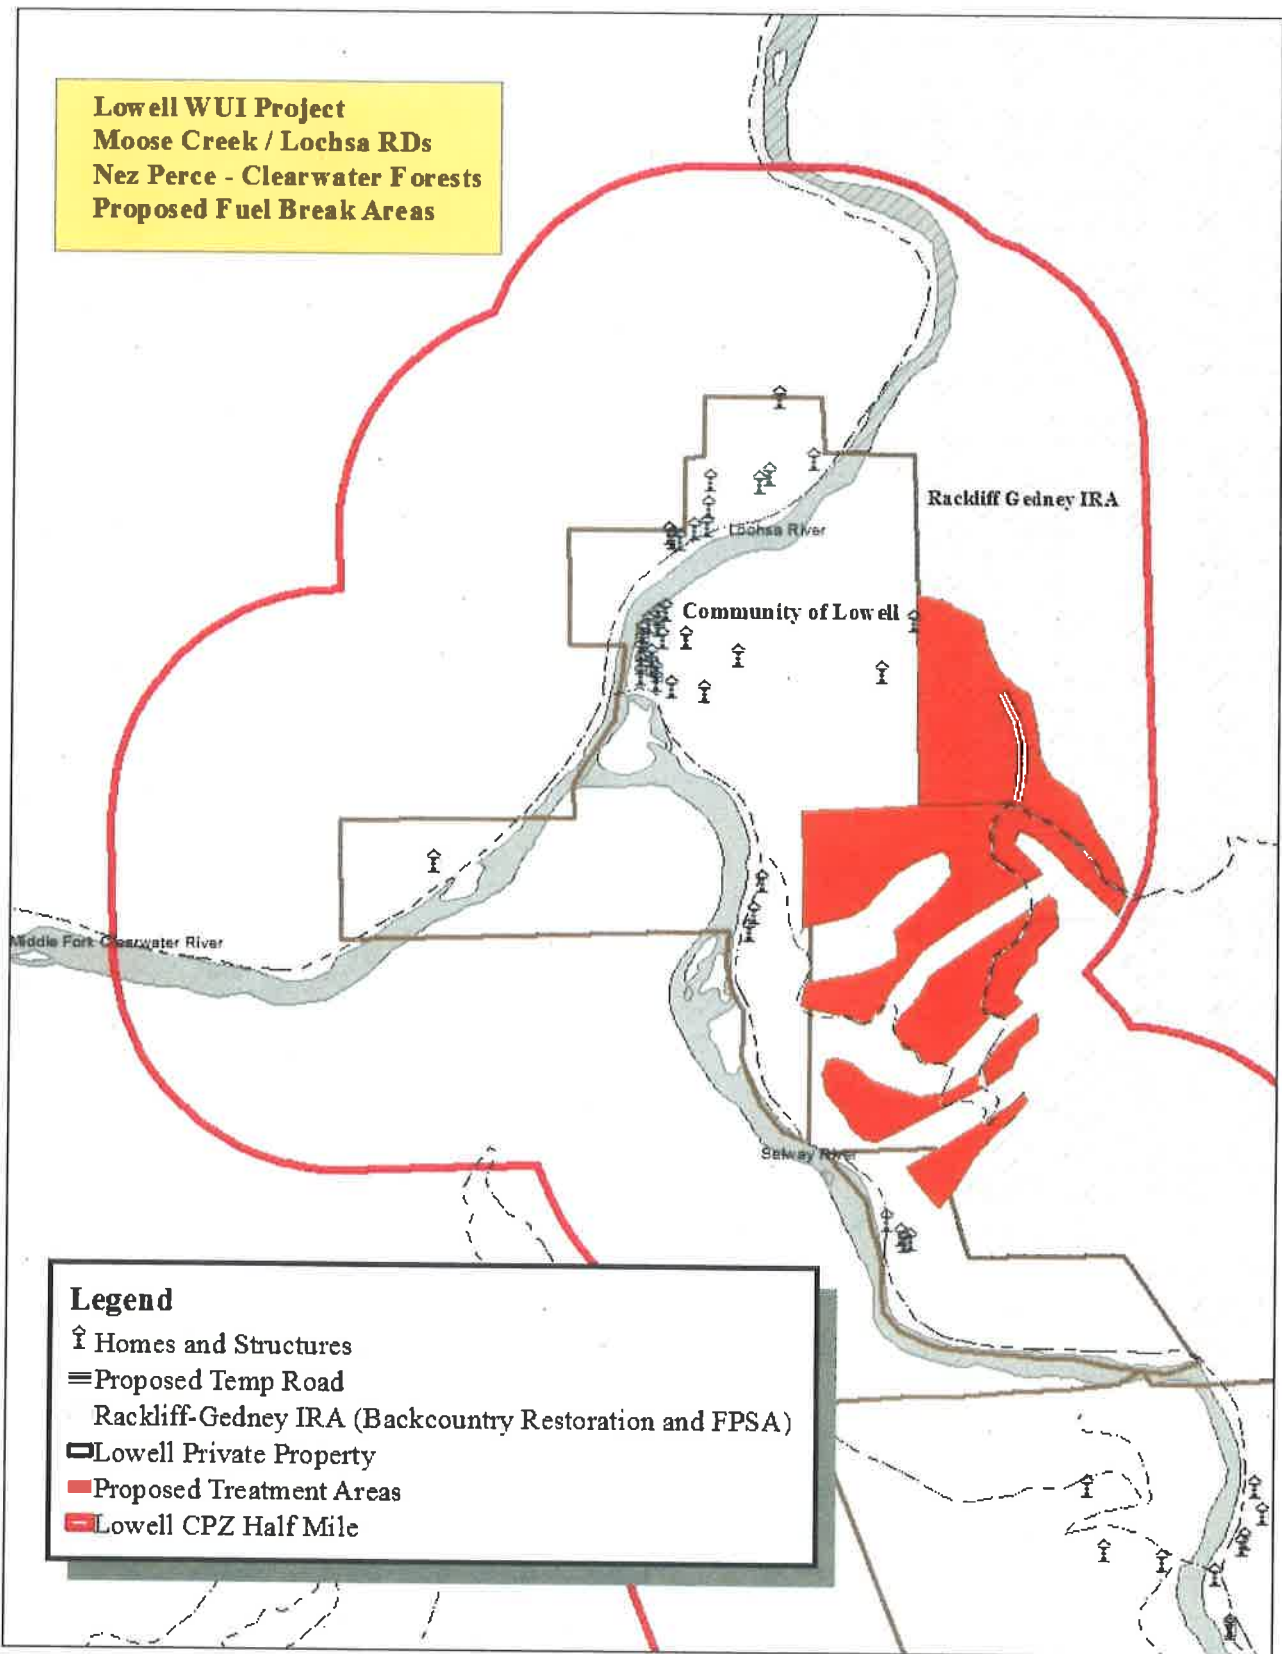 Lowell WUI Project
Moose Creek / Lochsa RDs
Nez Perce - Clearwater Forests
Proposed Fuel Break Areas
Rackliff Gedney IRA
Lochsa River
Community of Lowell
Middle Fork Clearwater River
Selway River
Legend
Homes and Structures
Proposed Temp Road
Rackliff-Gedney IRA (Backcountry Restoration and FPSA)
Lowell Private Property
Proposed Treatment Areas
Lowell CPZ Half Mile